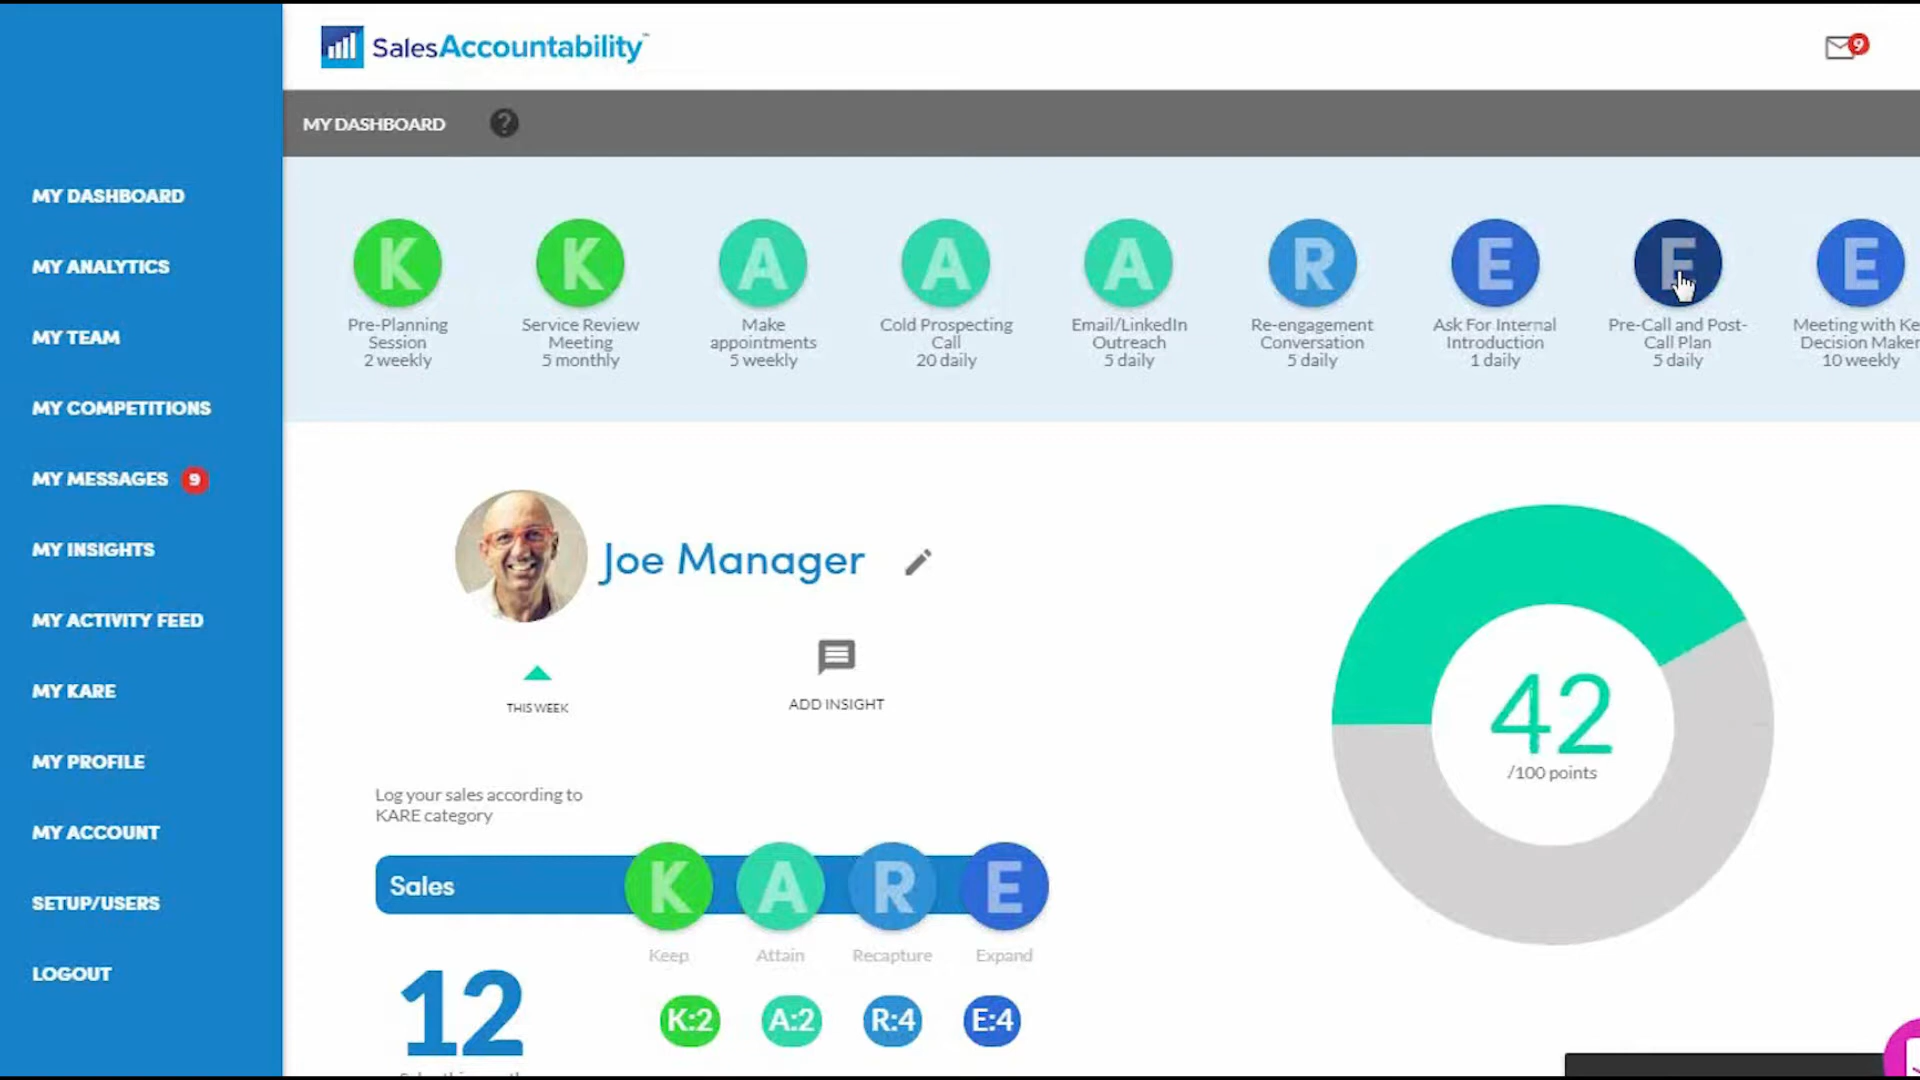 SalesAccountability™
9
MY DASHBOARD
?
MY DASHBOARD
MY ANALYTICS
MY TEAM
MY COMPETITIONS
MY MESSAGES 9
MY INSIGHTS
MY ACTIVITY FEED
MY KARE
MY PROFILE
MY ACCOUNT
SETUP/USERS
LOGOUT
K
Pre-Planning
Session
2 weekly
K
Service Review
Meeting
5 monthly
A
Make
appointments
5 weekly
A
Cold Prospecting
Call
20 daily
A
Email/LinkedIn
Outreach
5 daily
R
Re-engagement
Conversation
5 daily
E
Ask For Internal
Introduction
1 daily
E
Pre-Call and Post-
Call Plan
5 daily
E
Meeting with Ke
Decision Maker
10 weekly
Joe Manager
THIS WEEK
ADD INSIGHT
42
/100 points
Log your sales according to
KARE category
Sales
K A R E
Keep Attain Recapture Expand
12
K:2 A:2 R:4 E:4